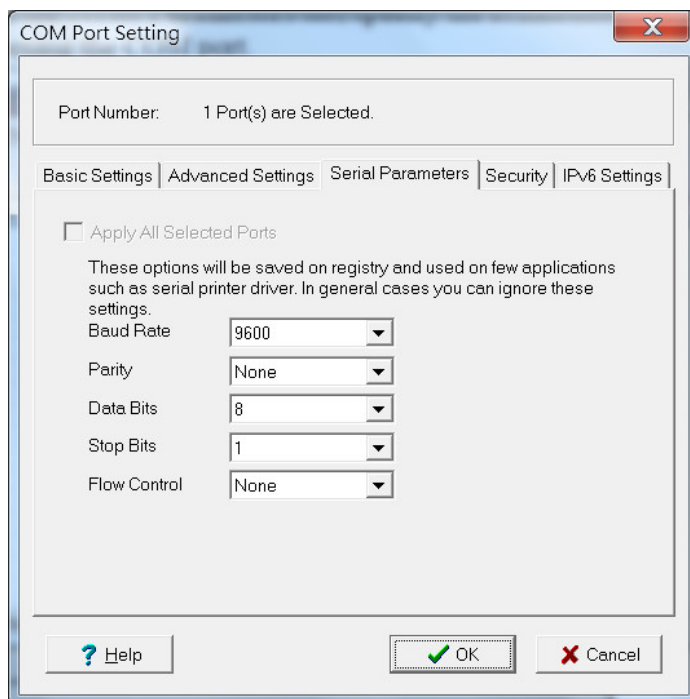 COM Port Setting
Port Number: 1 Port(s) are Selected.
Basic Settings Advanced Settings Serial Parameters Security IPv6 Settings
Apply All Selected Ports
These options will be saved on registry and used on few applications
such as serial printer driver. In general cases you can ignore these
settings.
Baud Rate 9600
Parity None
Data Bits 8
Stop Bits 1
Flow Control None
? Help OK Cancel